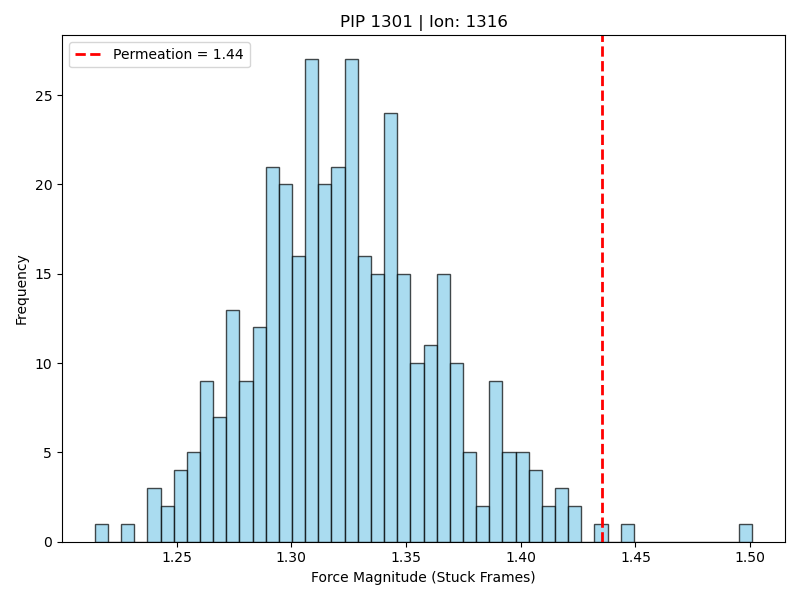 PIP 1301 | Ion: 1316
Permeation = 1.44
Frequency
25
20
15
10
5
0
1.25 1.30 1.35 1.40 1.45 1.50
Force Magnitude (Stuck Frames)